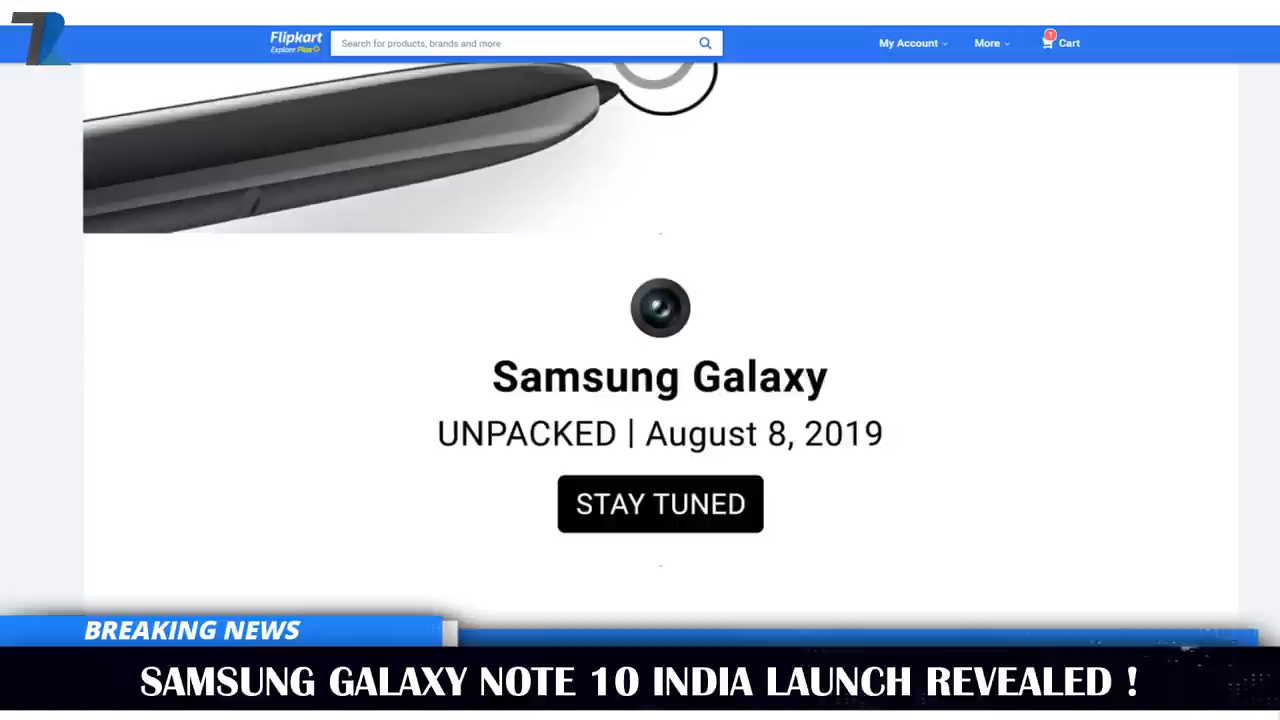 Flipkart
Explore Plus
Search for products, brands and more
My Account
More
1
Cart
Samsung Galaxy
UNPACKED | August 8, 2019
STAY TUNED
BREAKING NEWS
SAMSUNG GALAXY NOTE 10 INDIA LAUNCH REVEALED !